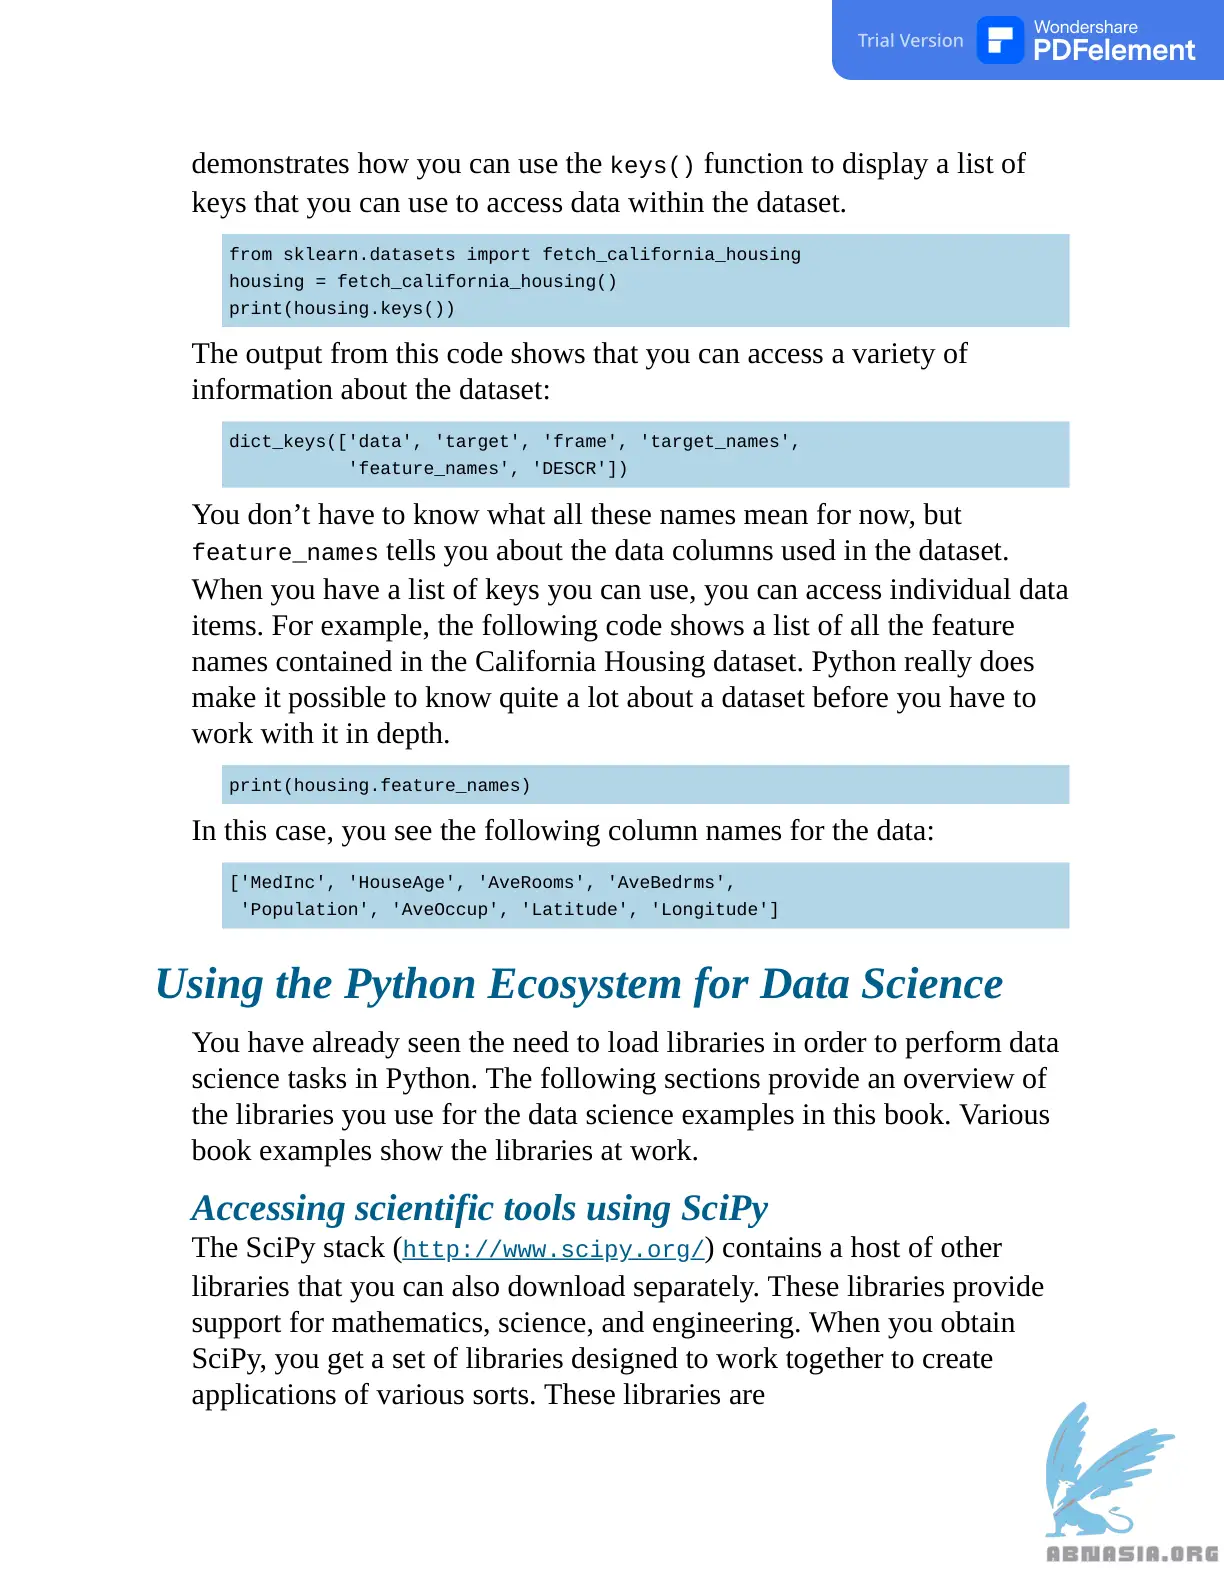 Trial Version
Wondershare
PDFelement
demonstrates how you can use the keys() function to display a list of
keys that you can use to access data within the dataset.
from sklearn.datasets import fetch_california_housing
housing = fetch_california_housing()
print(housing.keys())
The output from this code shows that you can access a variety of
information about the dataset:
dict_keys(['data', 'target', 'frame', 'target_names',
'feature_names', 'DESCR'])
You don’t have to know what all these names mean for now, but
feature_names tells you about the data columns used in the dataset.
When you have a list of keys you can use, you can access individual data
items. For example, the following code shows a list of all the feature
names contained in the California Housing dataset. Python really does
make it possible to know quite a lot about a dataset before you have to
work with it in depth.
print(housing.feature_names)
In this case, you see the following column names for the data:
['MedInc', 'HouseAge', 'AveRooms', 'AveBedrms',
'Population', 'AveOccup', 'Latitude', 'Longitude']
Using the Python Ecosystem for Data Science
You have already seen the need to load libraries in order to perform data
science tasks in Python. The following sections provide an overview of
the libraries you use for the data science examples in this book. Various
book examples show the libraries at work.
Accessing scientific tools using SciPy
The SciPy stack (http://www.scipy.org/) contains a host of other
libraries that you can also download separately. These libraries provide
support for mathematics, science, and engineering. When you obtain
SciPy, you get a set of libraries designed to work together to create
applications of various sorts. These libraries are
ABNASIA.ORG